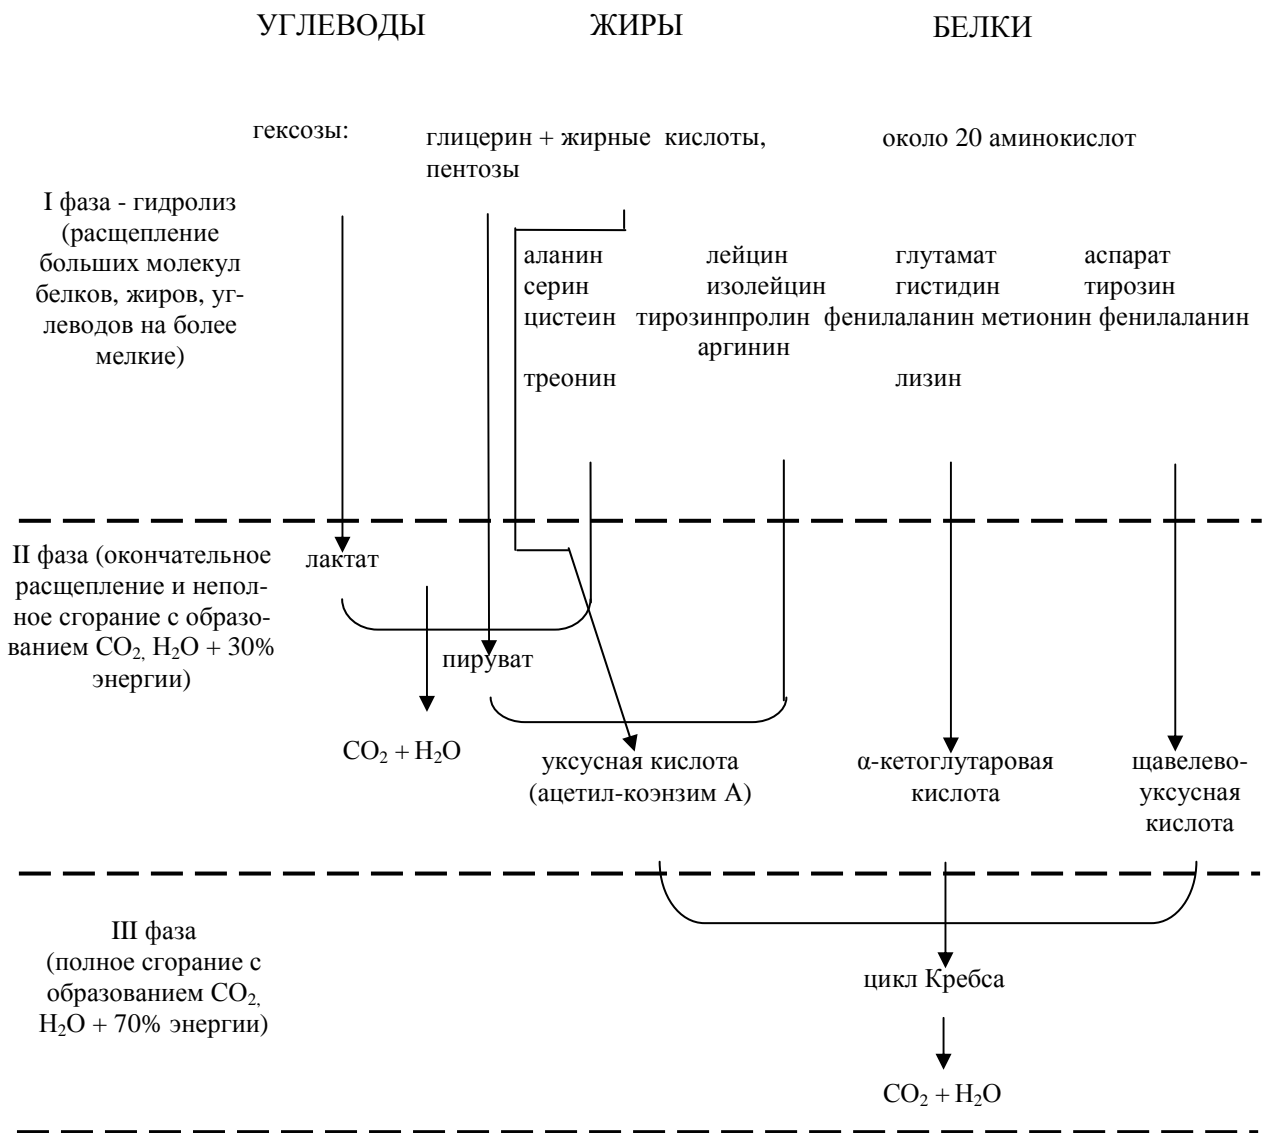 УГЛЕВОДЫ ЖИРЫ БЕЛКИ
гексозы:
глицерин + жирные кислоты,
пентозы
около 20 аминокислот
I фаза - гидролиз
(расщепление
больших молекул
белков, жиров, уг-
леводов на более
мелкие)
аланин лейцин глутамат аспарат
серин изолейцин гистидин тирозин
цистеин тирозинпролин фенилаланин метионин фенилаланин
аргинин
треонин лизин
II фаза (окончательное
расщепление и непол-
ное сгорание с образо-
ванием CO₂, H₂O + 30%
энергии)
лактат
пируват
CO₂ + H₂O
уксусная кислота
(ацетил-коэнзим А)
α-кетоглутаровая
кислота
щавелево-
уксусная
кислота
III фаза
(полное сгорание с
образованием CO₂,
H₂O + 70% энергии)
цикл Кребса
CO₂ + H₂O